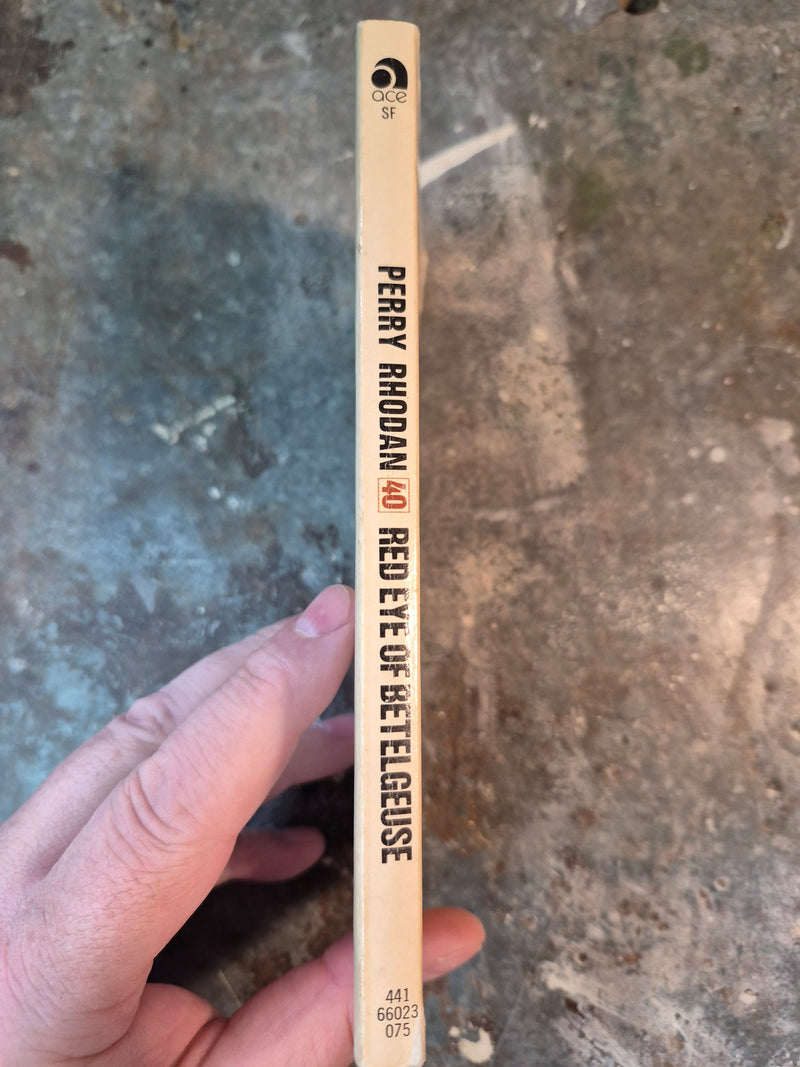 ace
SF
PERRY RHODAN 40 RED EYE OF BETELGEUSE
441
66023
075